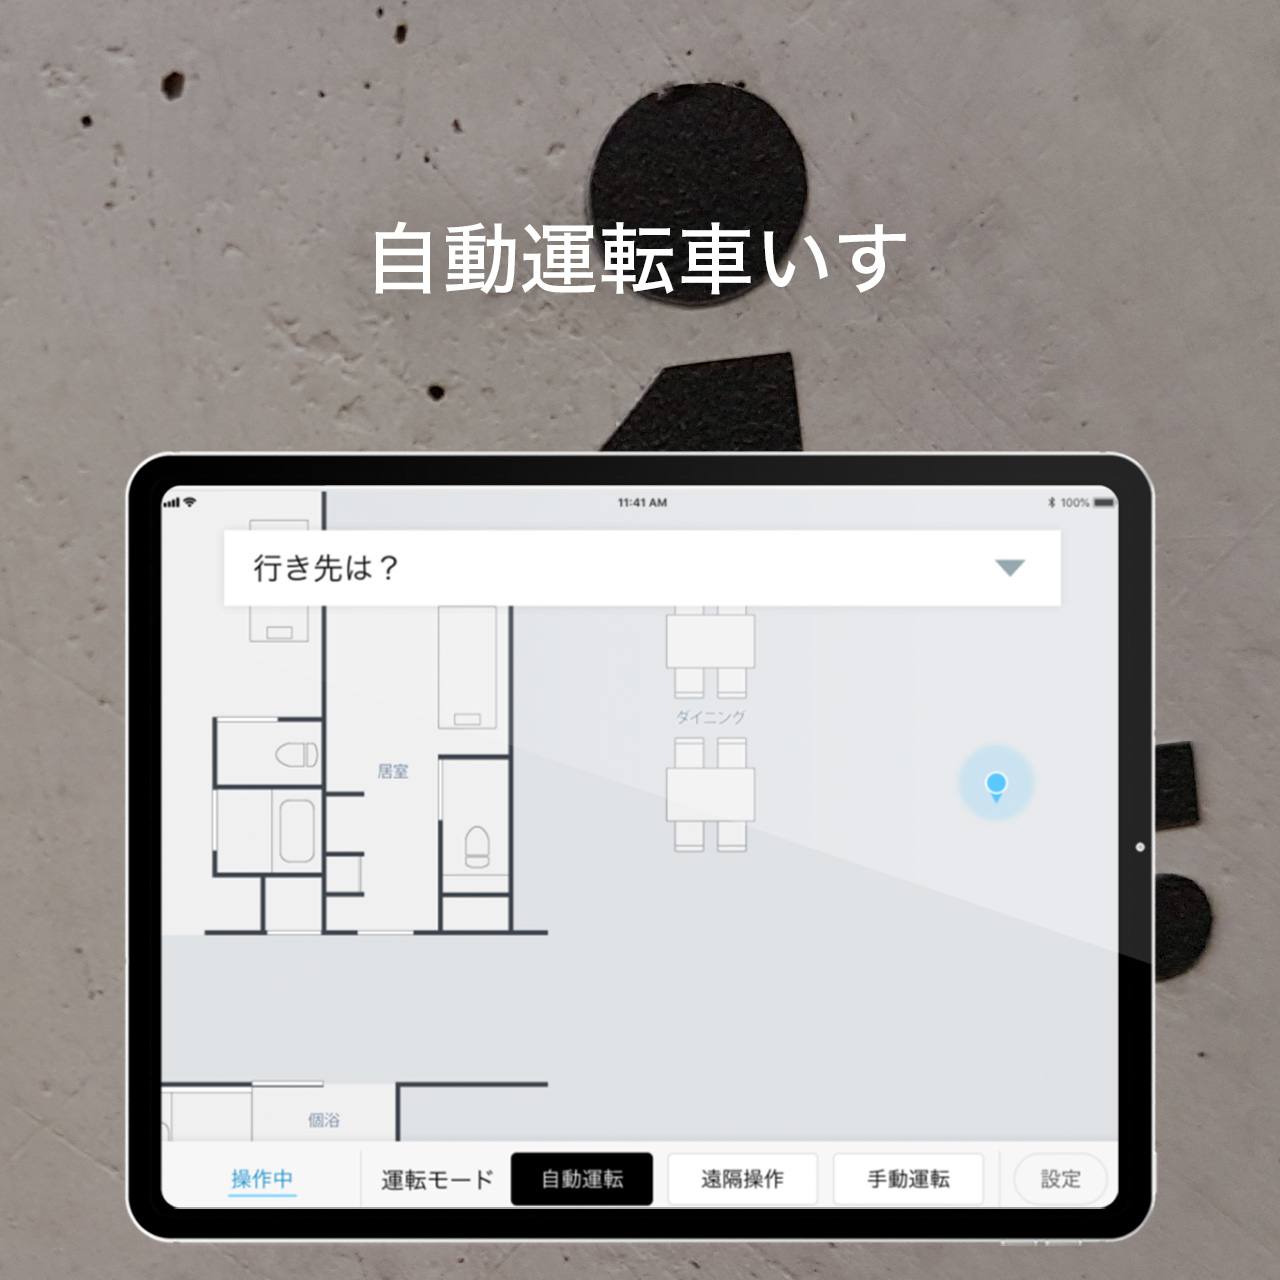 自動運転車いす
11:41 AM
100%
行き先は？
ダイニング
居室
個浴
操作中
運転モード
自動運転
遠隔操作
手動運転
設定